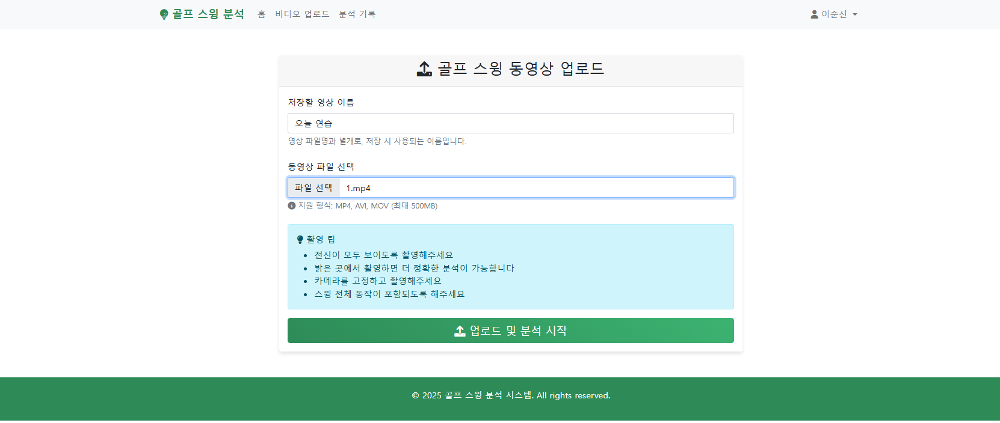 골프 스윙 분석 홈 비디오 업로드 분석 기록 이순신
골프 스윙 동영상 업로드
저장할 영상 이름
오늘 연습
영상 파일명과 별개로, 저장 시 사용되는 이름입니다.
동영상 파일 선택
파일 선택 1.mp4
지원 형식: MP4, AVI, MOV (최대 500MB)
촬영 팁
• 전신이 모두 보이도록 촬영해주세요
• 밝은 곳에서 촬영하면 더 정확한 분석이 가능합니다
• 카메라를 고정하고 촬영해주세요
• 스윙 전체 동작이 포함되도록 해주세요
업로드 및 분석 시작
© 2025 골프 스윙 분석 시스템. All rights reserved.